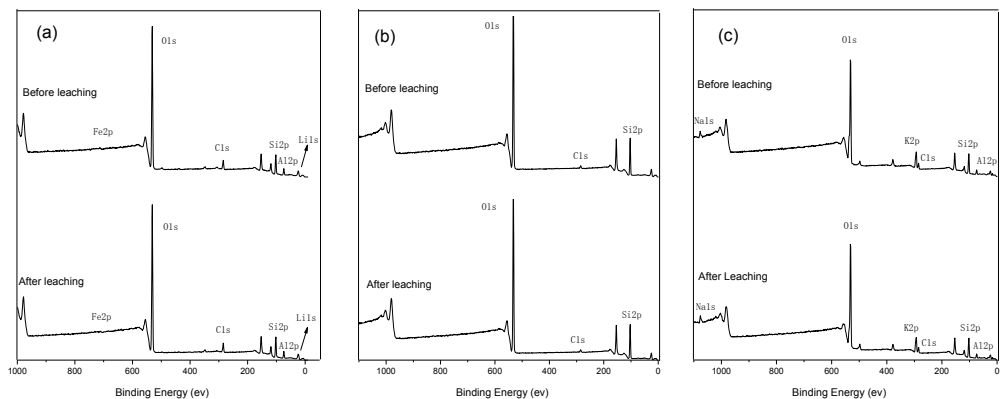 (a)
O1s
Before leaching
Fe2p
C1s
Si2p
Li1s
Al2p
O1s
After leaching
Fe2p
C1s
Si2p
Li1s
Al2p
1000 800 600 400 200 0
Binding Energy (ev)
(b)
O1s
Before leaching
Si2p
C1s
O1s
After leaching
Si2p
C1s
1000 800 600 400 200 0
Binding Energy (ev)
(c)
O1s
Before leaching
Na1s
K2p
Si2p
C1s
Al2p
O1s
After Leaching
Na1s
K2p
Si2p
C1s
Al2p
1000 800 600 400 200 0
Binding Energy (ev)